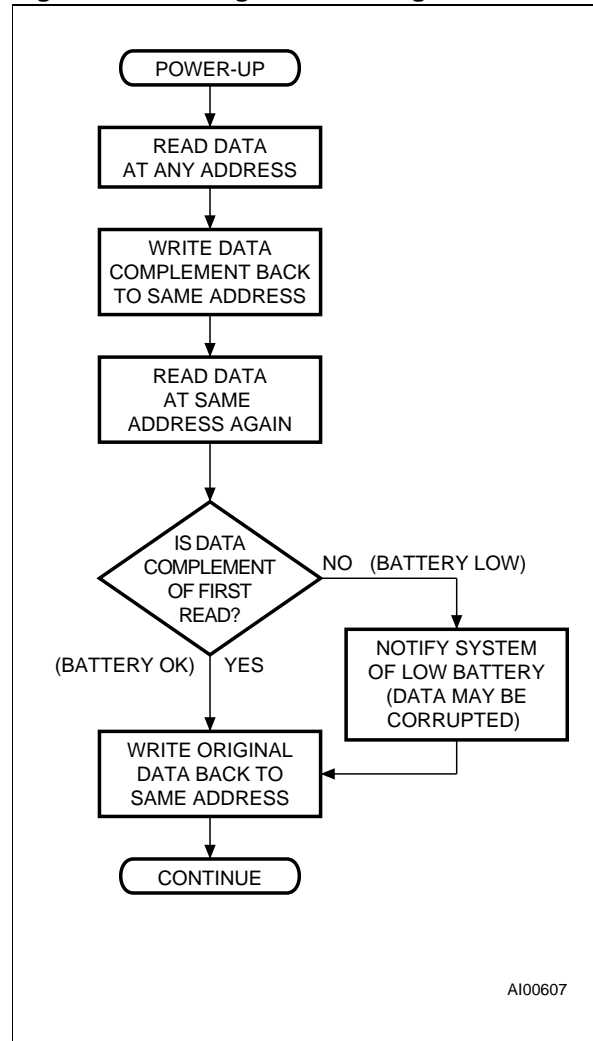 POWER-UP
READ DATA
AT ANY ADDRESS
WRITE DATA
COMPLEMENT BACK
TO SAME ADDRESS
READ DATA
AT SAME
ADDRESS AGAIN
IS DATA
COMPLEMENT
OF FIRST
READ?
NO (BATTERY LOW)
NOTIFY SYSTEM
OF LOW BATTERY
(DATA MAY BE
CORRUPTED)
(BATTERY OK) YES
WRITE ORIGINAL
DATA BACK TO
SAME ADDRESS
CONTINUE
AI00607